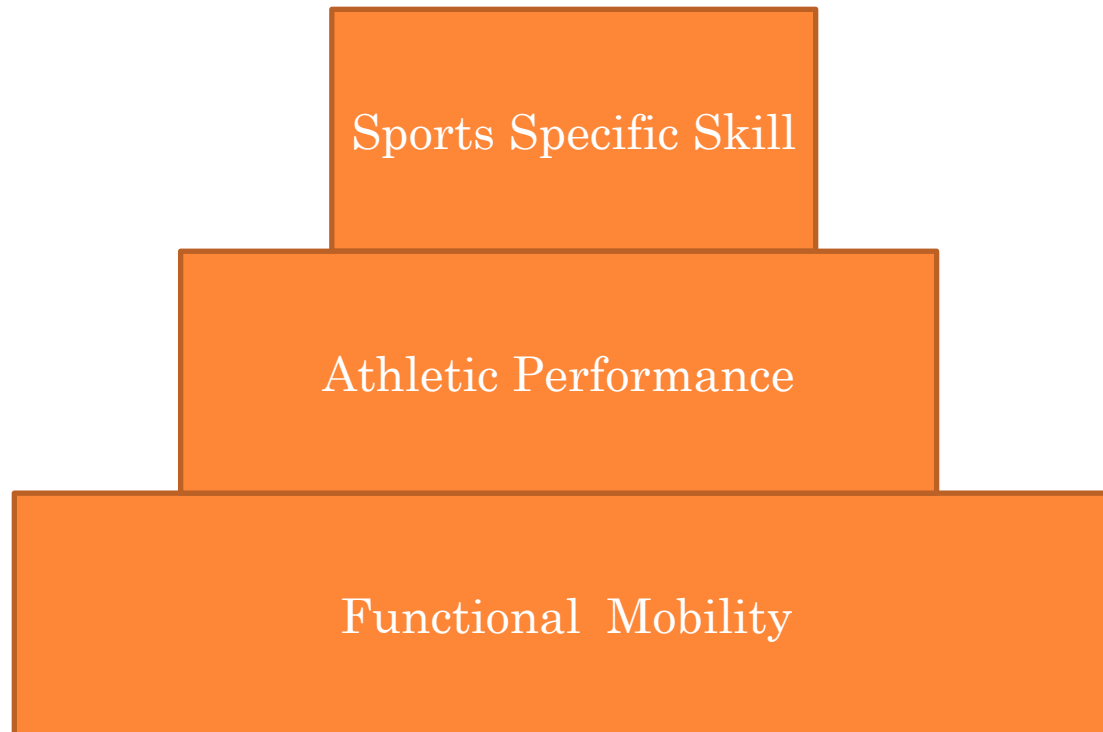 Sports Specific Skill
Athletic Performance
Functional  Mobility